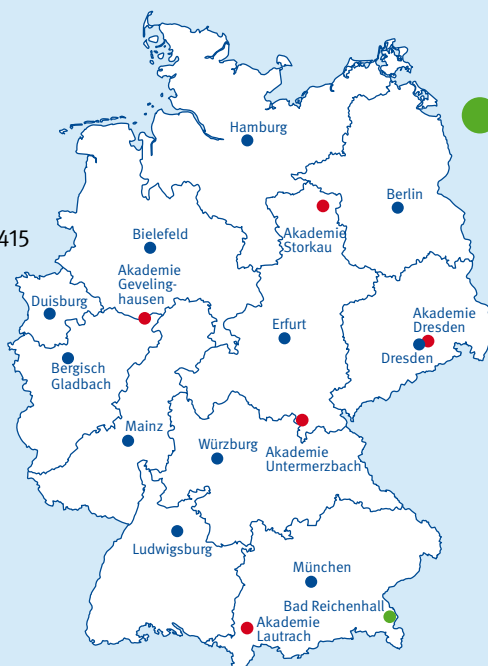 Hamburg
Berlin
Akademie
Storkau
415
Bielefeld
Akademie
Geveling-
hausen
Duisburg
Erfurt
Akademie
Dresden
Dresden
Bergisch
Gladbach
Mainz
Würzburg
Akademie
Untermerzbach
Ludwigsburg
München
Bad Reichenhall
Akademie
Lautrach